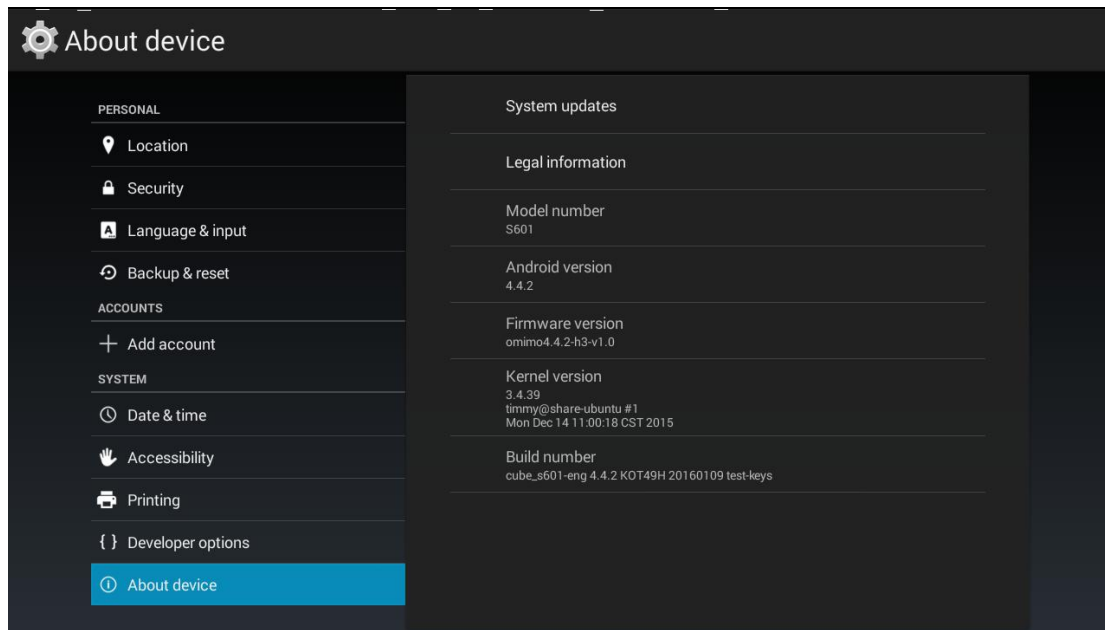 About device
PERSONAL
Location
Security
Language & input
Backup & reset
ACCOUNTS
Add account
SYSTEM
Date & time
Accessibility
Printing
{ } Developer options
About device
System updates
Legal information
Model number
S601
Android version
4.4.2
Firmware version
omimo4.4.2-h3-v1.0
Kernel version
3.4.39
timmy@share-ubuntu #1
Mon Dec 14 11:00:18 CST 2015
Build number
cube_s601-eng 4.4.2 KOT49H 20160109 test-keys